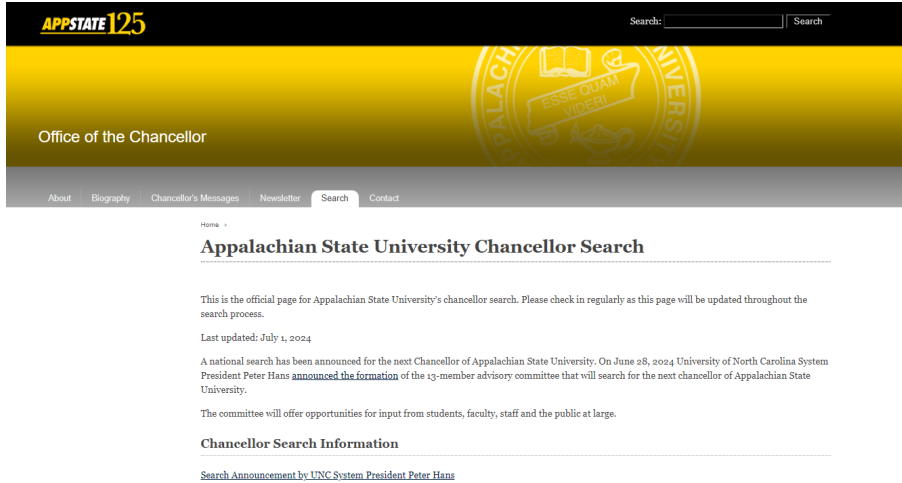 APPSTATE 125
Search:
Search
APPALACHIAN
UNIVERSITY
ESSE QUAM
VIDERI
Office of the Chancellor
About Biography Chancellor's Messages Newsletter Search Contact
Home ›
Appalachian State University Chancellor Search
This is the official page for Appalachian State University's chancellor search. Please check in regularly as this page will be updated throughout the
search process.
Last updated: July 1, 2024
A national search has been announced for the next Chancellor of Appalachian State University. On June 28, 2024 University of North Carolina System
President Peter Hans announced the formation of the 13-member advisory committee that will search for the next chancellor of Appalachian State
University.
The committee will offer opportunities for input from students, faculty, staff and the public at large.
Chancellor Search Information
Search Announcement by UNC System President Peter Hans